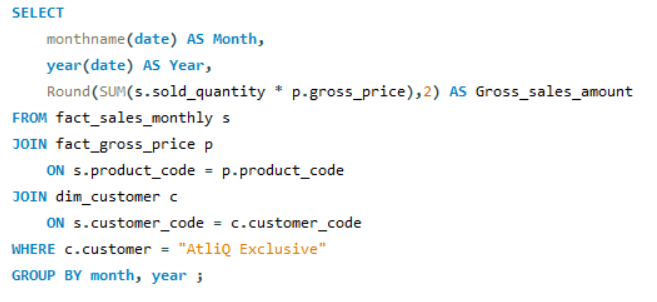 SELECT
monthname(date) AS Month,
year(date) AS Year,
Round(SUM(s.sold_quantity * p.gross_price),2) AS Gross_sales_amount
FROM fact_sales_monthly s
JOIN fact_gross_price p
ON s.product_code = p.product_code
JOIN dim_customer c
ON s.customer_code = c.customer_code
WHERE c.customer = "AtliQ Exclusive"
GROUP BY month, year ;